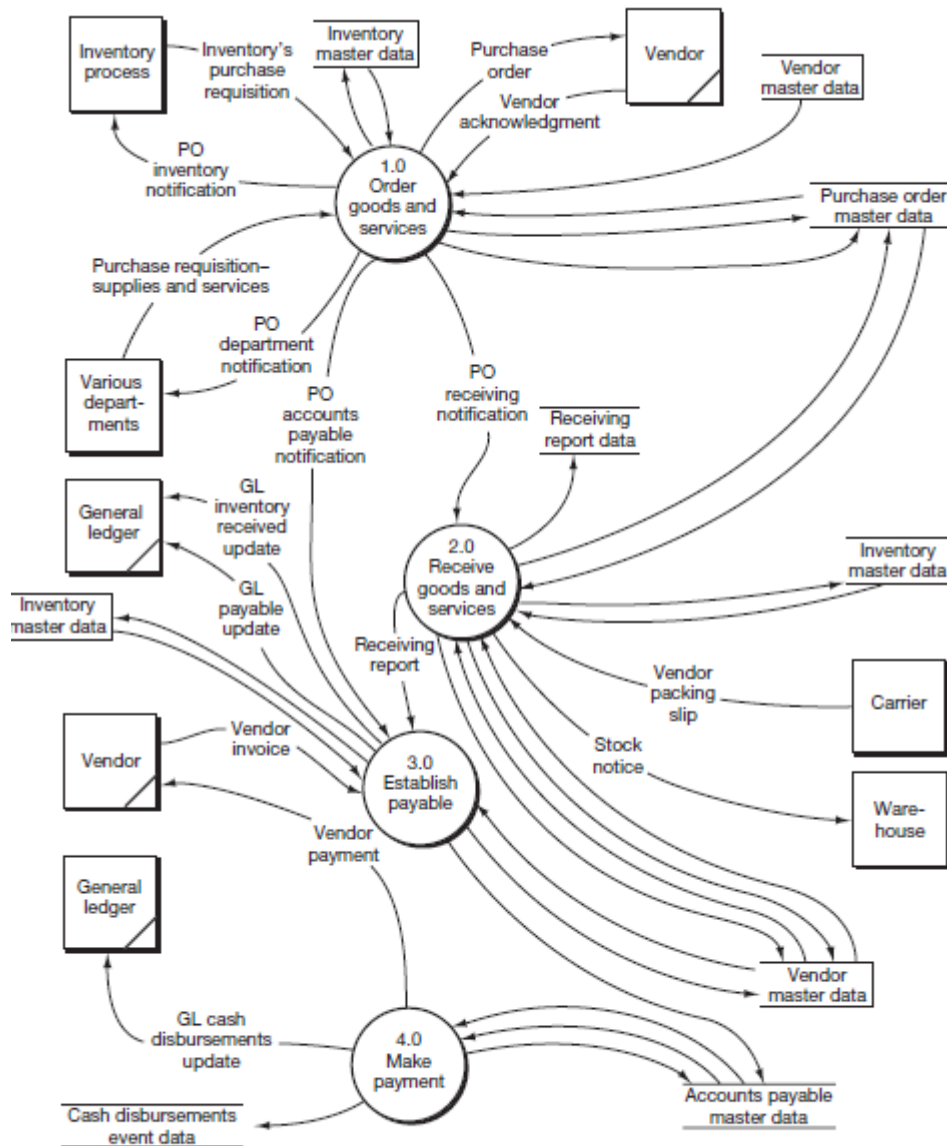 Inventory
process
Inventory's
purchase
requisition
Inventory
master data
Purchase
order
Vendor
Vendor
acknowledgment
Vendor
master data
PO
inventory
notification
1.0
Order
goods and
services
Purchase order
master data
Purchase requisition–
supplies and services
PO
department
notification
Various
depart-
ments
PO
accounts
payable
notification
PO
receiving
notification
Receiving
report data
General
ledger
GL
inventory
received
update
GL
payable
update
2.0
Receive
goods and
services
Inventory
master data
Inventory
master data
Receiving
report
Vendor
packing
slip
Carrier
Vendor
Vendor
invoice
3.0
Establish
payable
Stock
notice
Ware-
house
Vendor
payment
General
ledger
Vendor
master data
GL cash
disbursements
update
4.0
Make
payment
Accounts payable
master data
Cash disbursements
event data